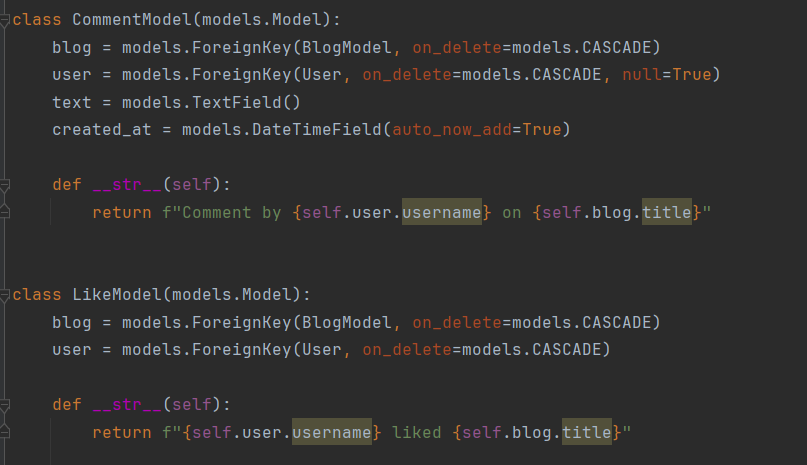 class CommentModel(models.Model):
    blog = models.ForeignKey(BlogModel, on_delete=models.CASCADE)
    user = models.ForeignKey(User, on_delete=models.CASCADE, null=True)
    text = models.TextField()
    created_at = models.DateTimeField(auto_now_add=True)
    def __str__(self):
        return f"Comment by {self.user.username} on {self.blog.title}"
class LikeModel(models.Model):
    blog = models.ForeignKey(BlogModel, on_delete=models.CASCADE)
    user = models.ForeignKey(User, on_delete=models.CASCADE)
    def __str__(self):
        return f"{self.user.username} liked {self.blog.title}"